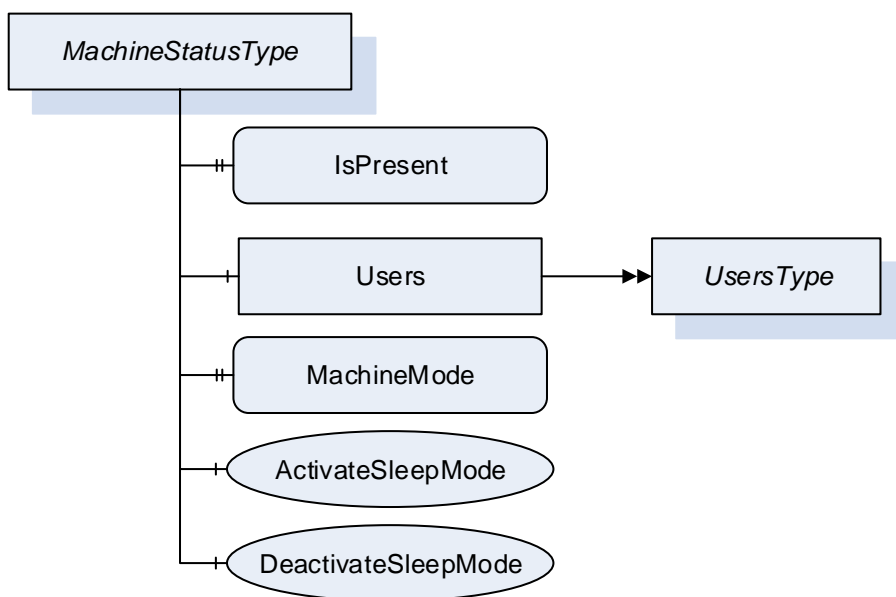 MachineStatusType
IsPresent
Users
UsersType
MachineMode
ActivateSleepMode
DeactivateSleepMode